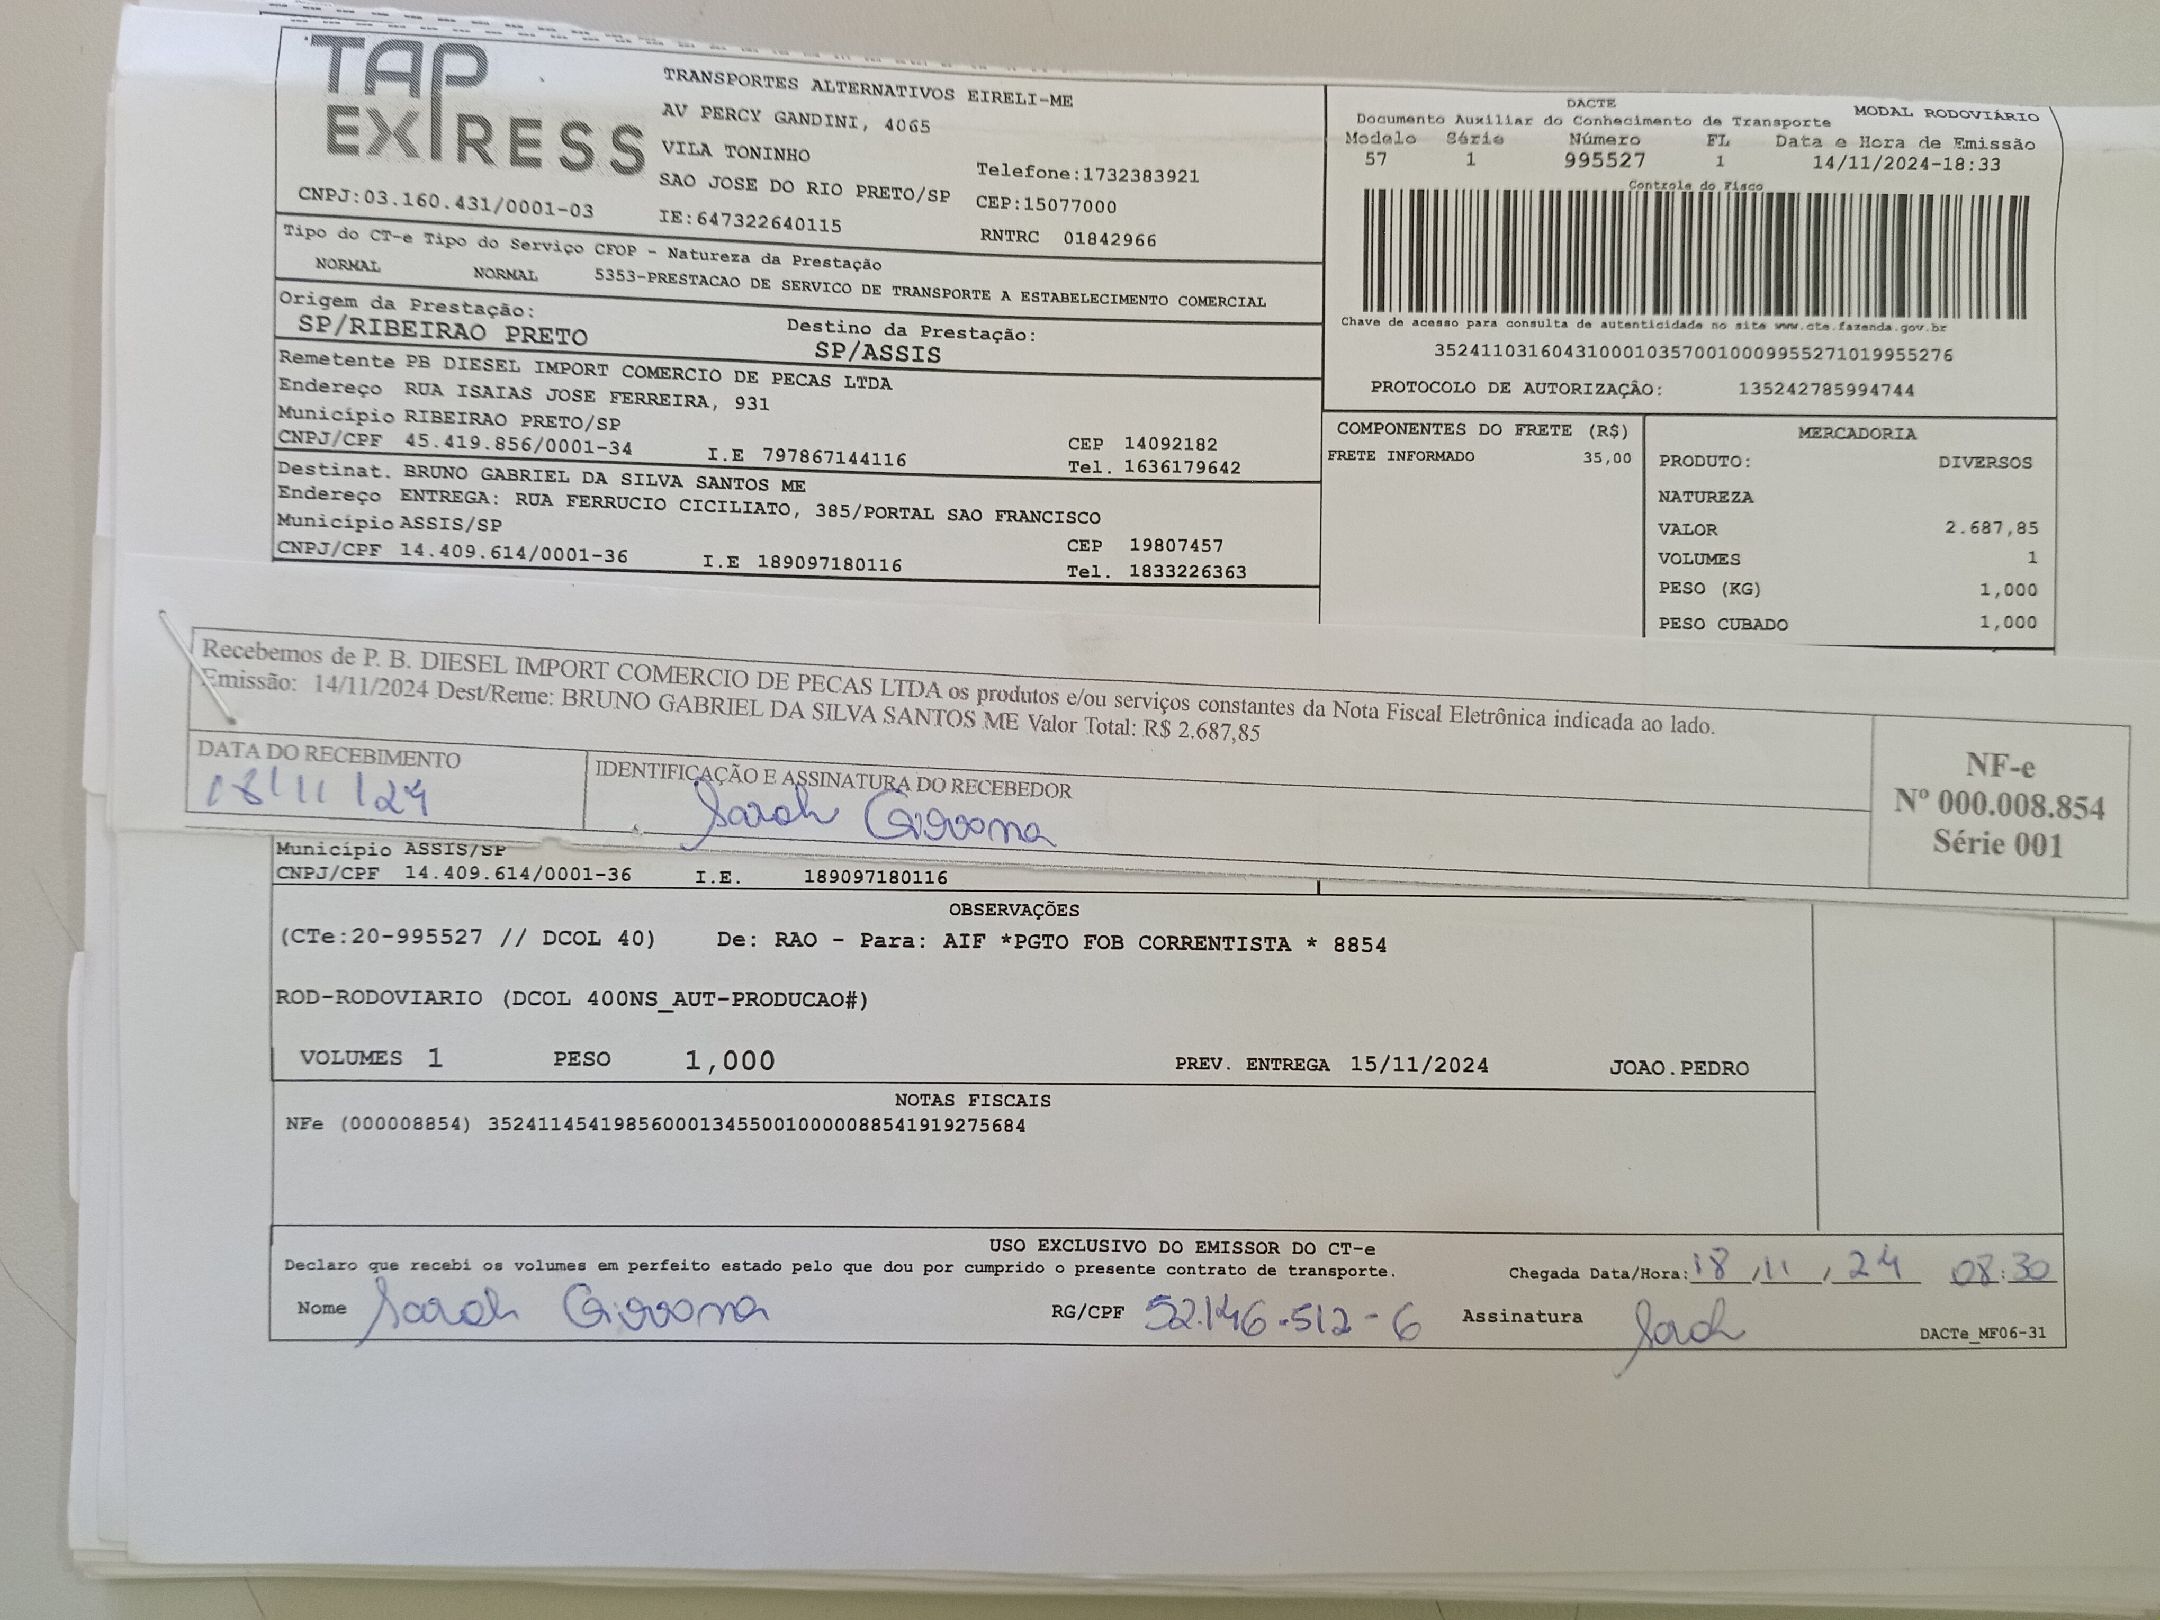 TAP
EXPRESS
TRANSPORTES ALTERNATIVOS EIRELI-ME
AV PERCY GANDINI, 4065
VILA TONINHO
Telefone:1732383921
SAO JOSE DO RIO PRETO/SP CEP:15077000
CNPJ:03.160.431/0001-03 IE:647322640115 RNTRC 01842966
DACTE MODAL RODOVIÁRIO
Documento Auxiliar do Conhecimento de Transporte
Modelo Série Número FL Data e Hora de Emissão
57 1 995527 1 14/11/2024-18:33
Controle do Fisco
Chave de acesso para consulta de autenticidade no site www.cte.fazenda.gov.br
35241103160431000103570010009955271019955276
PROTOCOLO DE AUTORIZAÇÃO: 135242785994744
Tipo do CT-e Tipo do Serviço CFOP - Natureza da Prestação
NORMAL NORMAL 5353-PRESTACAO DE SERVICO DE TRANSPORTE A ESTABELECIMENTO COMERCIAL
Origem da Prestação: Destino da Prestação:
SP/RIBEIRAO PRETO SP/ASSIS
Remetente PB DIESEL IMPORT COMERCIO DE PECAS LTDA
Endereço RUA ISAIAS JOSE FERREIRA, 931
Município RIBEIRAO PRETO/SP CEP 14092182
CNPJ/CPF 45.419.856/0001-34 I.E 797867144116 Tel. 1636179642
Destinat. BRUNO GABRIEL DA SILVA SANTOS ME
Endereço ENTREGA: RUA FERRUCIO CICILIATO, 385/PORTAL SAO FRANCISCO
Município ASSIS/SP CEP 19807457
CNPJ/CPF 14.409.614/0001-36 I.E 189097180116 Tel. 1833226363
COMPONENTES DO FRETE (R$)
FRETE INFORMADO 35,00
MERCADORIA
PRODUTO: DIVERSOS
NATUREZA
VALOR 2.687,85
VOLUMES 1
PESO (KG) 1,000
PESO CUBADO 1,000
Recebemos de P. B. DIESEL IMPORT COMERCIO DE PECAS LTDA os produtos e/ou serviços constantes da Nota Fiscal Eletrônica indicada ao lado.
Emissão: 14/11/2024 Dest/Reme: BRUNO GABRIEL DA SILVA SANTOS ME Valor Total: R$ 2.687,85
DATA DO RECEBIMENTO
18/11/24
IDENTIFICAÇÃO E ASSINATURA DO RECEBEDOR
Sarah Giovona
NF-e
Nº 000.008.854
Série 001
Município ASSIS/SP
CNPJ/CPF 14.409.614/0001-36 I.E. 189097180116
OBSERVAÇÕES
(CTe:20-995527 // DCOL 40) De: RAO - Para: AIF *PGTO FOB CORRENTISTA * 8854
ROD-RODOVIARIO (DCOL 400NS_AUT-PRODUCAO#)
VOLUMES 1 PESO 1,000 PREV. ENTREGA 15/11/2024 JOAO.PEDRO
NOTAS FISCAIS
NFe (000008854) 35241145419856000134550010000088541919275684
USO EXCLUSIVO DO EMISSOR DO CT-e
Declaro que recebi os volumes em perfeito estado pelo que dou por cumprido o presente contrato de transporte. Chegada Data/Hora: 18/11/24 08:30
Nome Sarah Giovona RG/CPF 52.146.512-6 Assinatura Sarah
DACTe_MF06-31